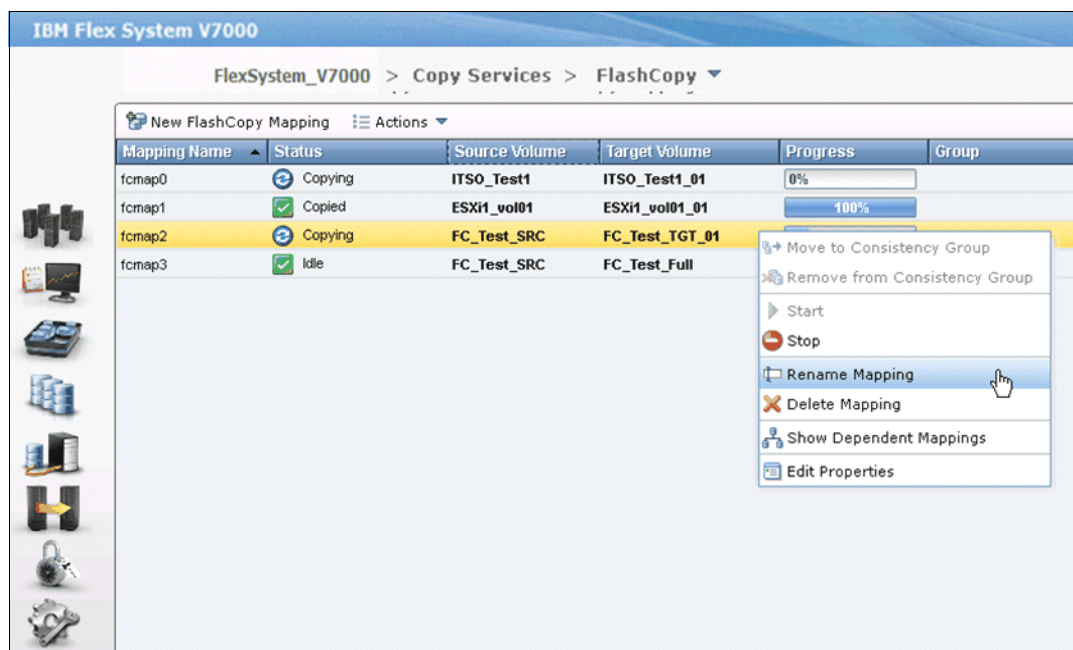 IBM Flex System V7000
FlexSystem_V7000 > Copy Services > FlashCopy
New FlashCopy Mapping Actions
Mapping Name Status Source Volume Target Volume Progress Group
fcmap0 Copying ITSO_Test1 ITSO_Test1_01 0%
fcmap1 Copied ESXi1_vol01 ESXi1_vol01_01 100%
fcmap2 Copying FC_Test_SRC FC_Test_TGT_01
fcmap3 Idle FC_Test_SRC FC_Test_Full
Move to Consistency Group
Remove from Consistency Group
Start
Stop
Rename Mapping
Delete Mapping
Show Dependent Mappings
Edit Properties